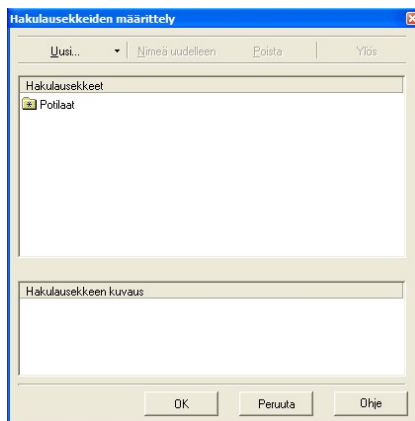 Hakulausekkeiden määrittely
Uusi... Nimeä uudelleen Poista Ylös
Hakulausekkeet
Potilaat
Hakulausekkeen kuvaus
OK Peruuta Ohje